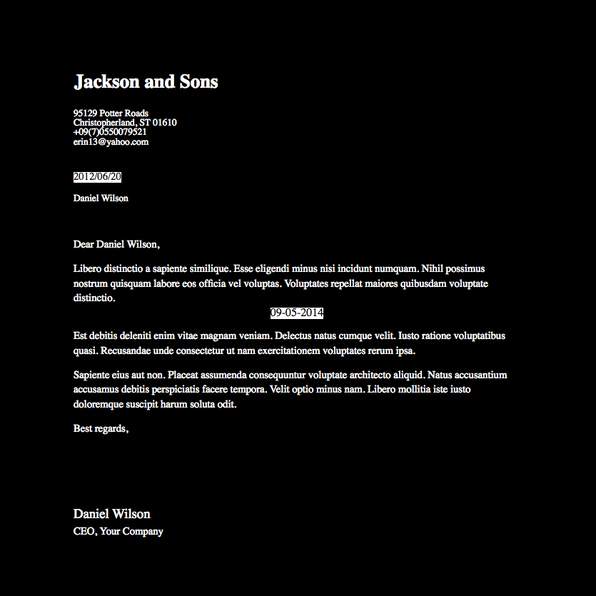 Jackson and Sons
95129 Potter Roads
Christopherland, ST 01610
+09(7)0550079521
erin13@yahoo.com
2012/06/20
Daniel Wilson
Dear Daniel Wilson,
Libero distinctio a sapiente similique. Esse eligendi minus nisi incidunt numquam. Nihil possimus
nostrum quisquam labore eos officia vel voluptas. Voluptates repellat maiores quibusdam voluptate
distinctio.
09-05-2014
Est debitis deleniti enim vitae magnam veniam. Delectus natus cumque velit. Iusto ratione voluptatibus
quasi. Recusandae unde consectetur ut nam exercitationem voluptates rerum ipsa.
Sapiente eius aut non. Placeat assumenda consequuntur voluptate architecto aliquid. Natus accusantium
accusamus debitis perspiciatis facere tempora. Velit optio minus nam. Libero mollitia iste iusto
doloremque suscipit harum soluta odit.
Best regards,
Daniel Wilson
CEO, Your Company